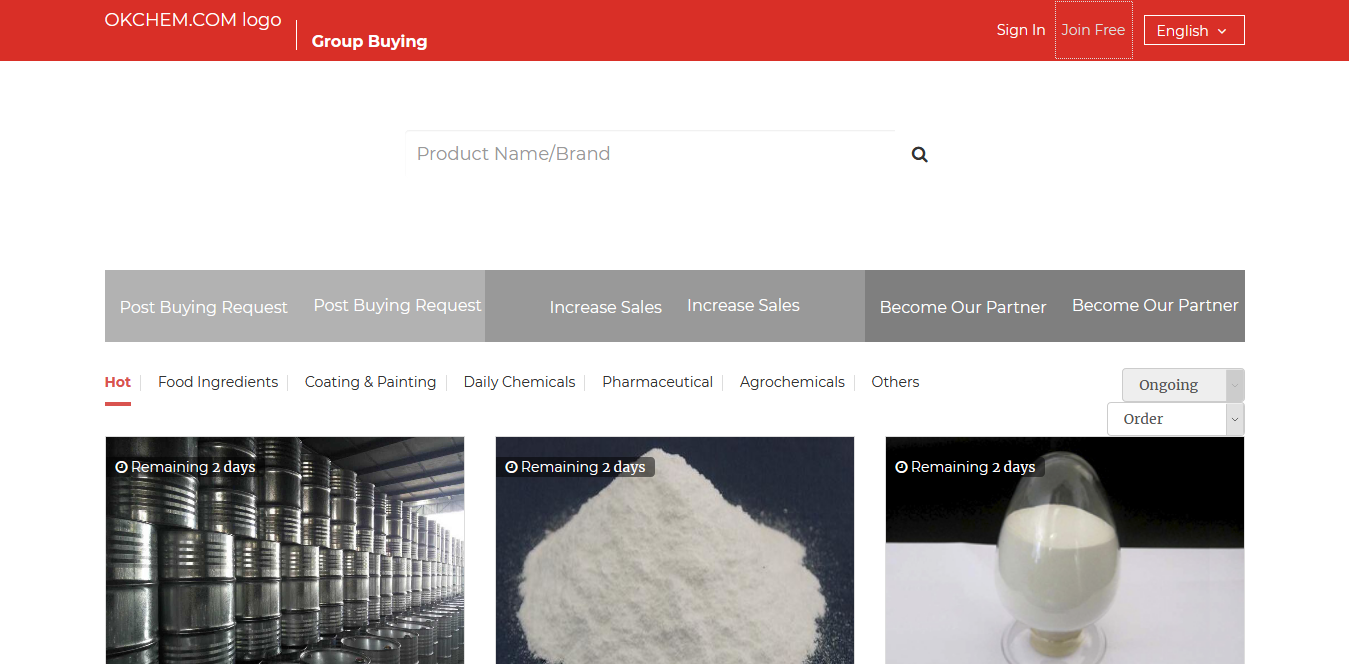 OKCHEM.COM logo
Group Buying
Sign In
Join Free
English
Product Name/Brand
Post Buying Request
Post Buying Request
Increase Sales
Increase Sales
Become Our Partner
Become Our Partner
Hot
Food Ingredients
Coating & Painting
Daily Chemicals
Pharmaceutical
Agrochemicals
Others
Ongoing
Order
Remaining 2 days
Remaining 2 days
Remaining 2 days